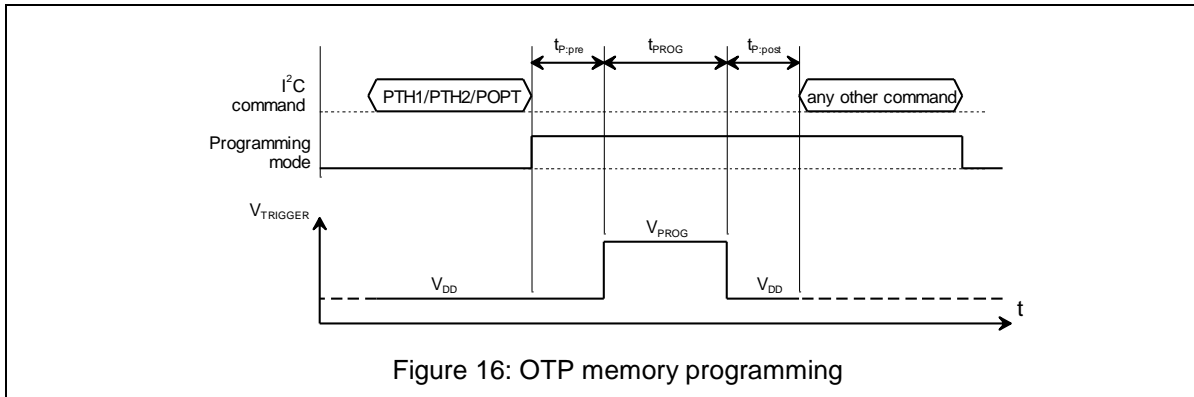 t_P:pre t_PROG t_P:post
I²C
command
PTH1/PTH2/POPT
any other command
Programming
mode
V_TRIGGER
V_PROG
V_DD V_DD
t
Figure 16: OTP memory programming